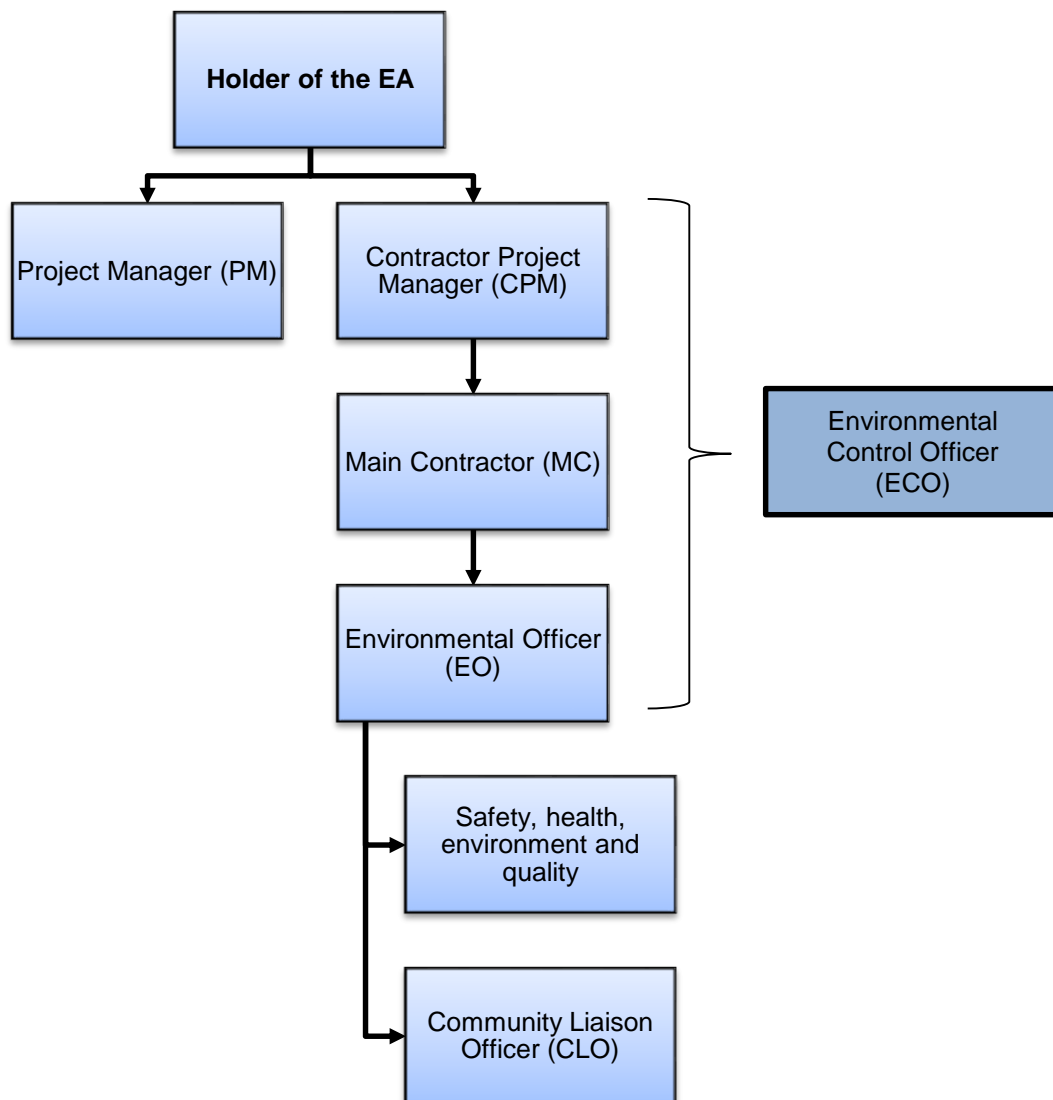 Holder of the EA
Project Manager (PM)
Contractor Project
Manager (CPM)
Main Contractor (MC)
Environmental
Control Officer
(ECO)
Environmental Officer
(EO)
Safety, health,
environment and
quality
Community Liaison
Officer (CLO)